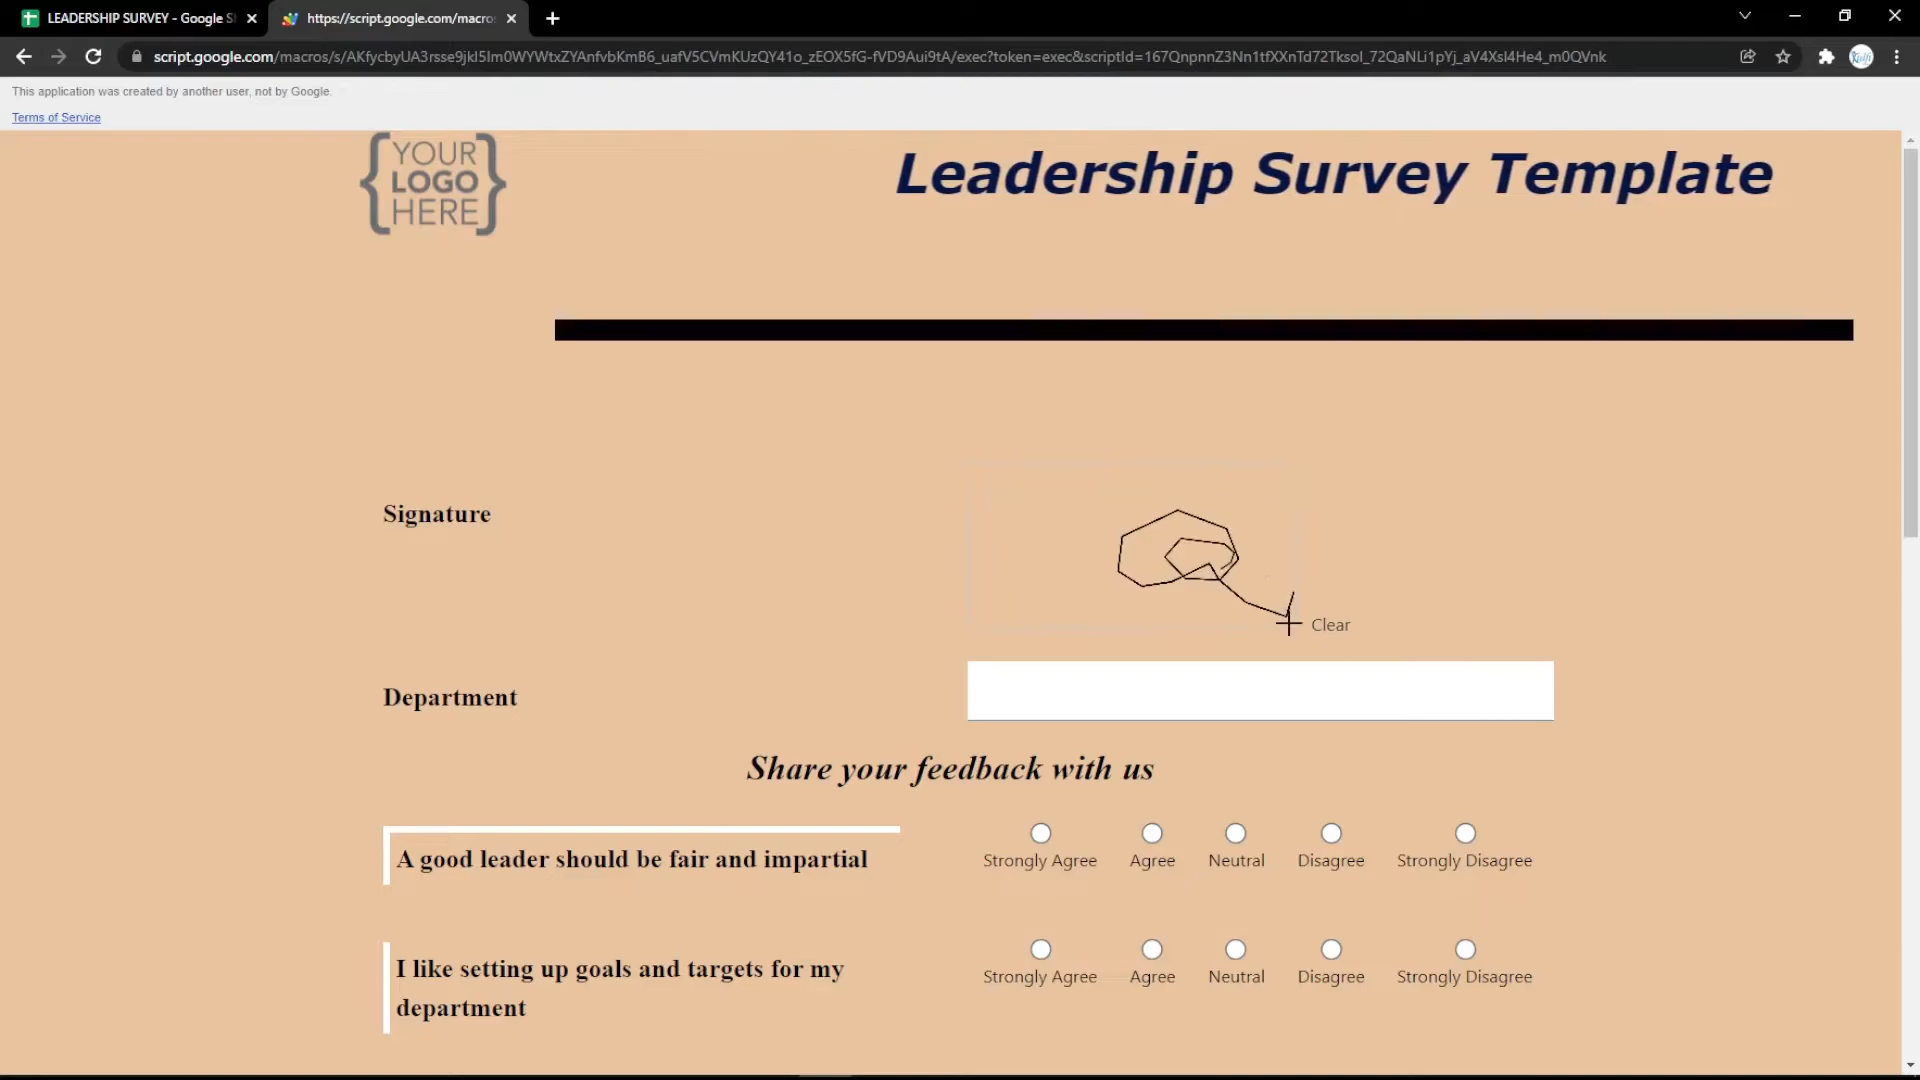 LEADERSHIP SURVEY - Google S
https://script.google.com/macro
script.google.com/macros/s/AKfycbyUA3rsse9jkI5Im0WYWtxZYAnfvbKmB6_uafV5CVmKUzQY41o_zEOX5fG-fVD9Aui9tA/exec?token=exec&scriptId=167QnpnnZ3Nn1tfXXnTd72Tksol_72QaNLi1pYj_aV4Xsl4He4_m0QVnk
This application was created by another user, not by Google.
Terms of Service
{YOUR
LOGO
HERE}
Leadership Survey Template
Signature
Clear
Department
Share your feedback with us
A good leader should be fair and impartial
Strongly Agree Agree Neutral Disagree Strongly Disagree
I like setting up goals and targets for my
department
Strongly Agree Agree Neutral Disagree Strongly Disagree